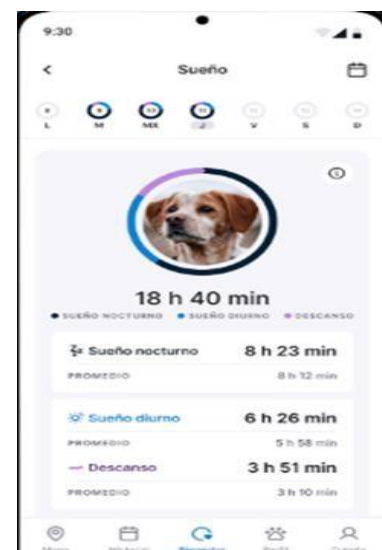 9:30
Sueño
L M MX J V S D
18 h 40 min
SUEÑO NOCTURNO SUEÑO DIURNO DESCANSO
Sueño nocturno 8 h 23 min
PROMEDIO 8 h 12 min
Sueño diurno 6 h 26 min
PROMEDIO 5 h 58 min
Descanso 3 h 51 min
PROMEDIO 3 h 10 min